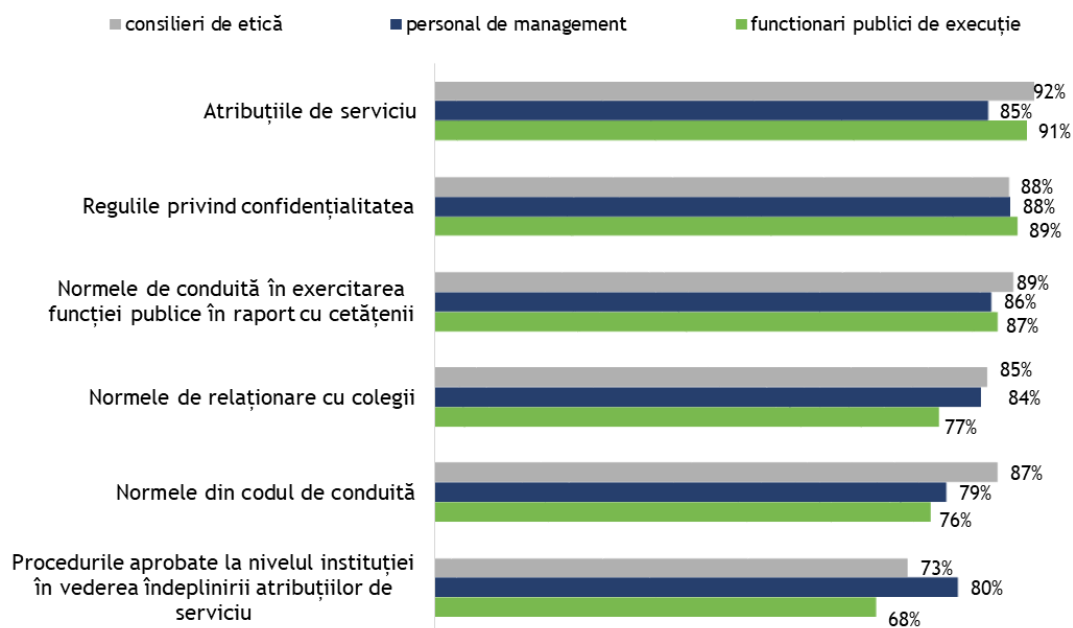 consilieri de etică personal de management functionari publici de execuție
Atribuțiile de serviciu
92%
85%
91%
Regulile privind confidențialitatea
88%
88%
89%
Normele de conduită în exercitarea
funcției publice în raport cu cetățenii
89%
86%
87%
Normele de relaționare cu colegii
85%
84%
77%
Normele din codul de conduită
87%
79%
76%
Procedurile aprobate la nivelul instituției
în vederea îndeplinirii atribuțiilor de
serviciu
73%
80%
68%